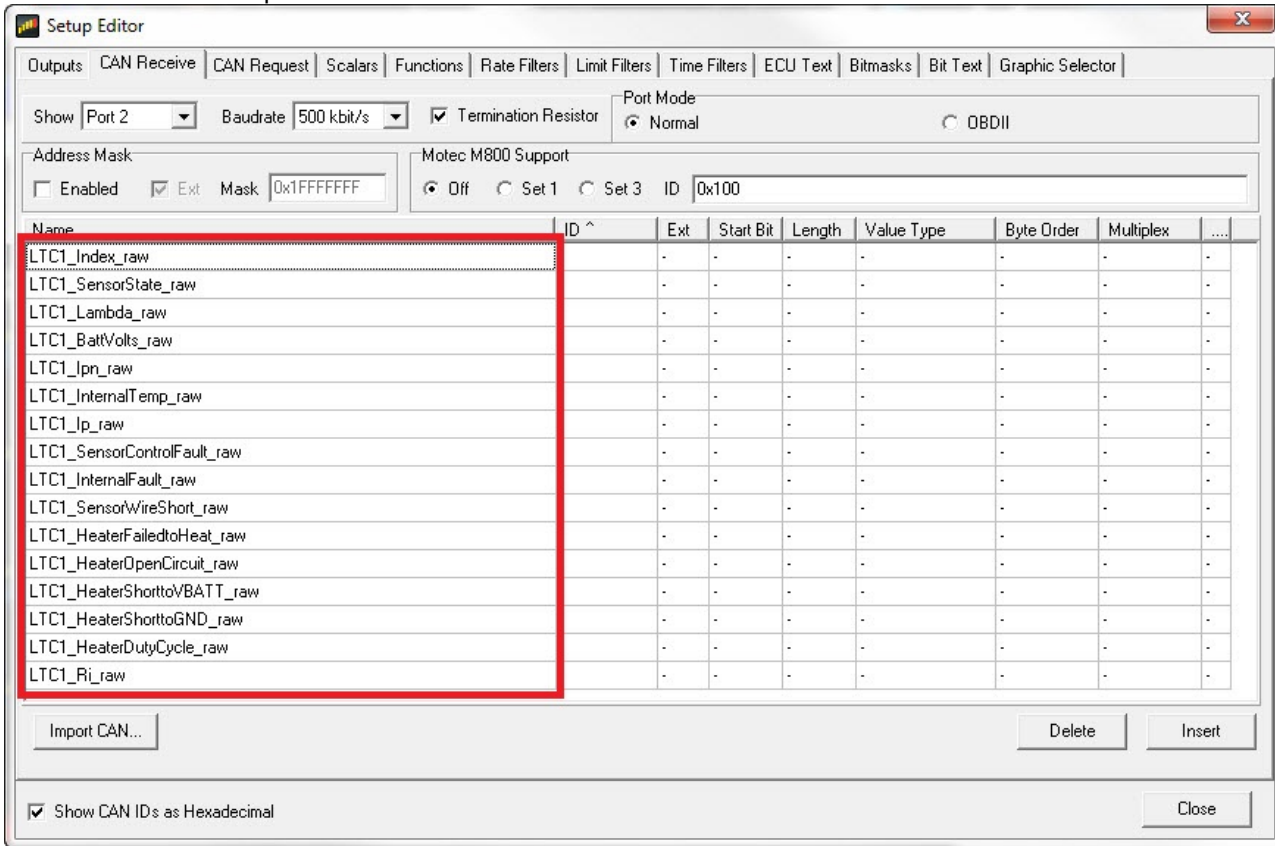 Setup Editor
Outputs CAN Receive CAN Request Scalars Functions Rate Filters Limit Filters Time Filters ECU Text Bitmasks Bit Text Graphic Selector
Show Port 2 Baudrate 500 kbit/s Termination Resistor
Port Mode
Normal OBDII
Address Mask
Enabled Ext Mask 0x1FFFFFFF
Motec M800 Support
Off Set 1 Set 3 ID 0x100
Name ID ^ Ext Start Bit Length Value Type Byte Order Multiplex ....
LTC1_Index_raw - - - - - - -
LTC1_SensorState_raw - - - - - - -
LTC1_Lambda_raw - - - - - - -
LTC1_BattVolts_raw - - - - - - -
LTC1_Ipn_raw - - - - - - -
LTC1_InternalTemp_raw - - - - - - -
LTC1_Ip_raw - - - - - - -
LTC1_SensorControlFault_raw - - - - - - -
LTC1_InternalFault_raw - - - - - - -
LTC1_SensorWireShort_raw - - - - - - -
LTC1_HeaterFailedtoHeat_raw - - - - - - -
LTC1_HeaterOpenCircuit_raw - - - - - - -
LTC1_HeaterShorttoVBATT_raw - - - - - - -
LTC1_HeaterShorttoGND_raw - - - - - - -
LTC1_HeaterDutyCycle_raw - - - - - - -
LTC1_Ri_raw - - - - - - -
Import CAN... Delete Insert
Show CAN IDs as Hexadecimal Close